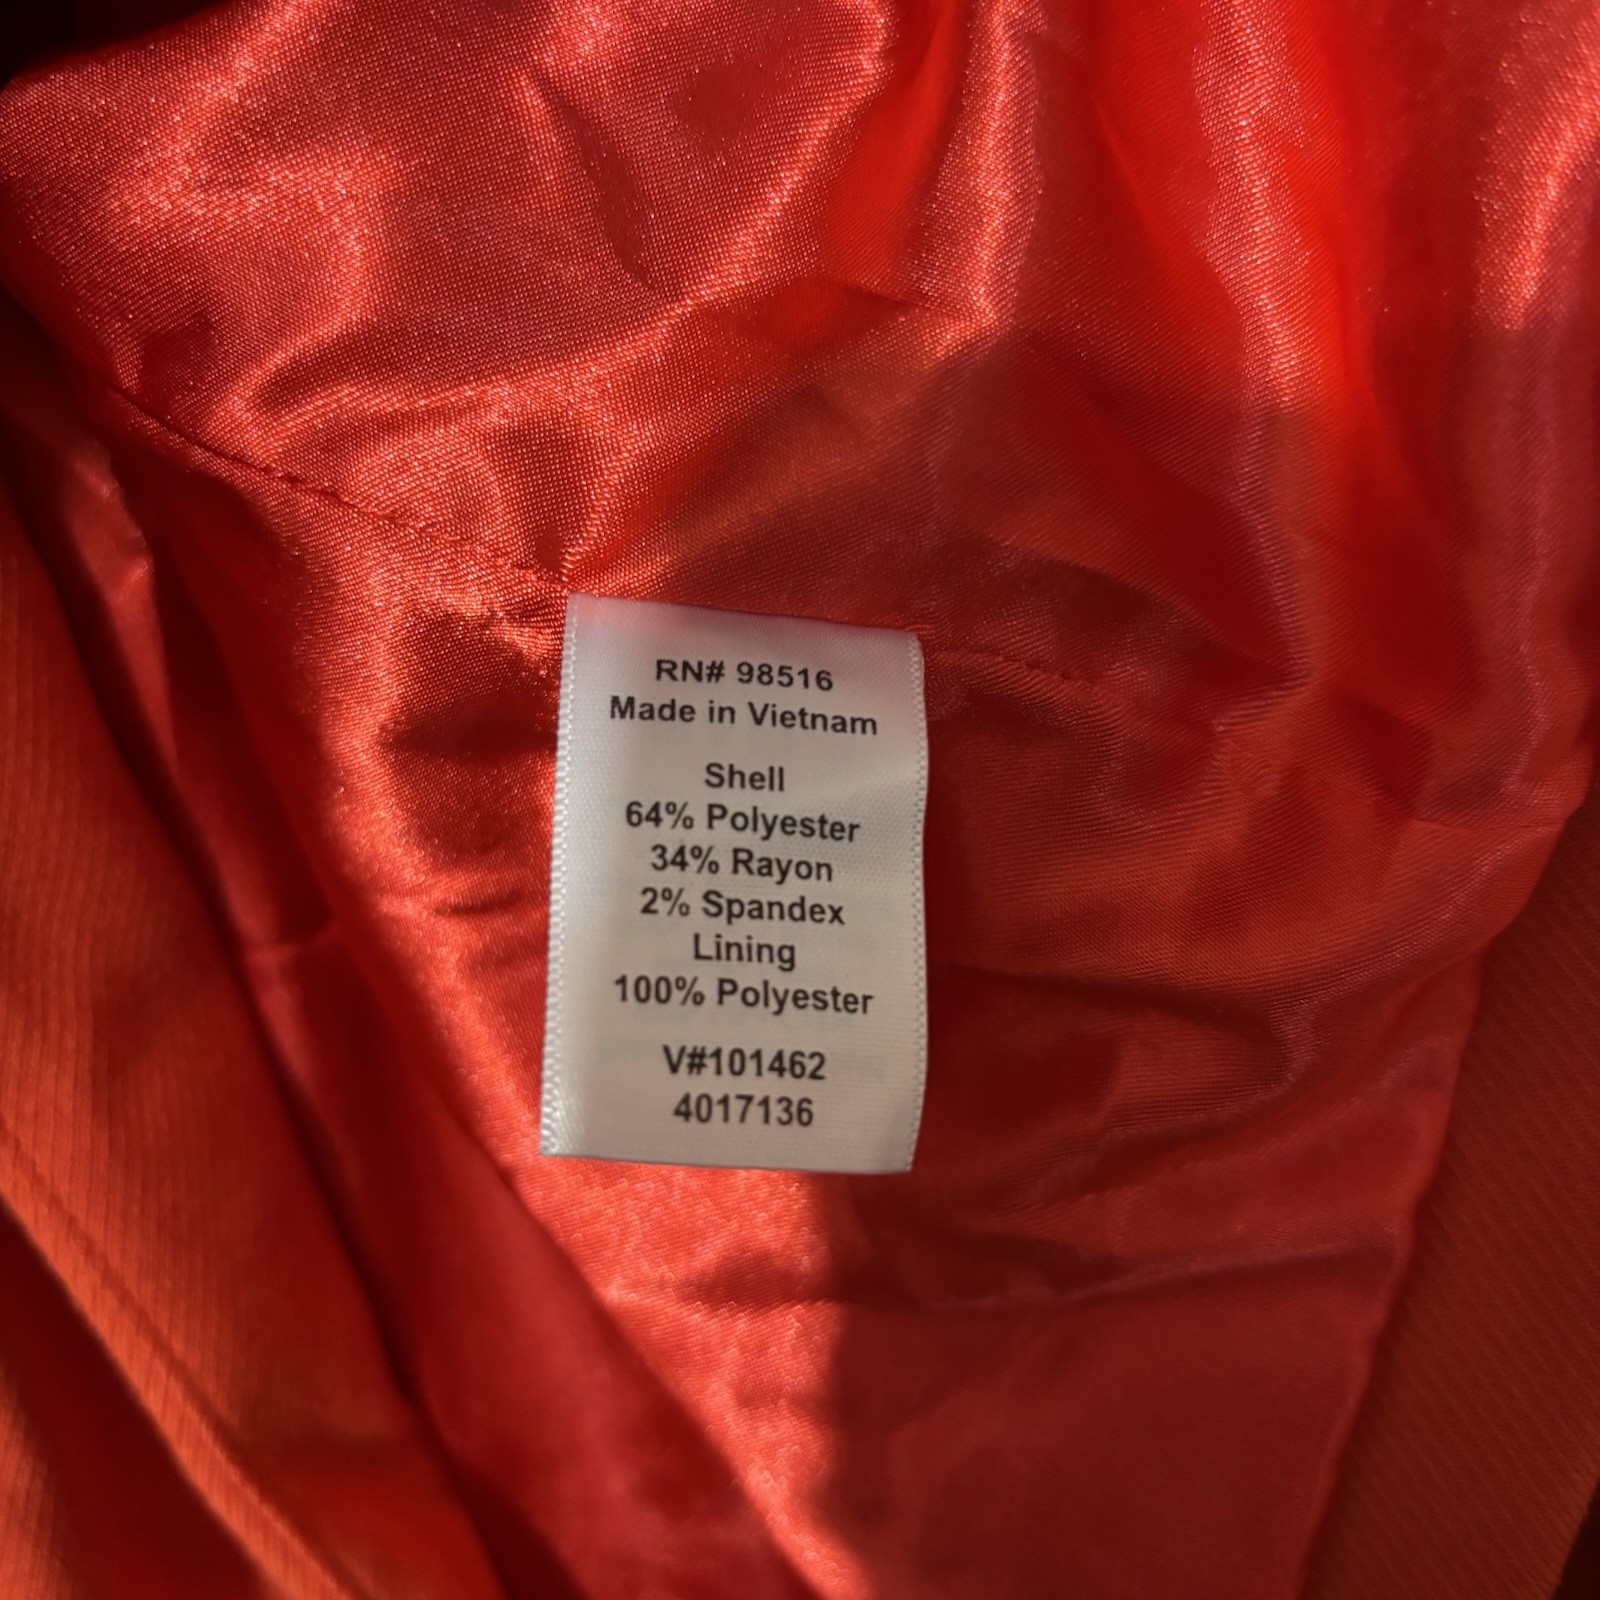 RN# 98516
Made in Vietnam
Shell
64% Polyester
34% Rayon
2% Spandex
Lining
100% Polyester
V#101462
4017136